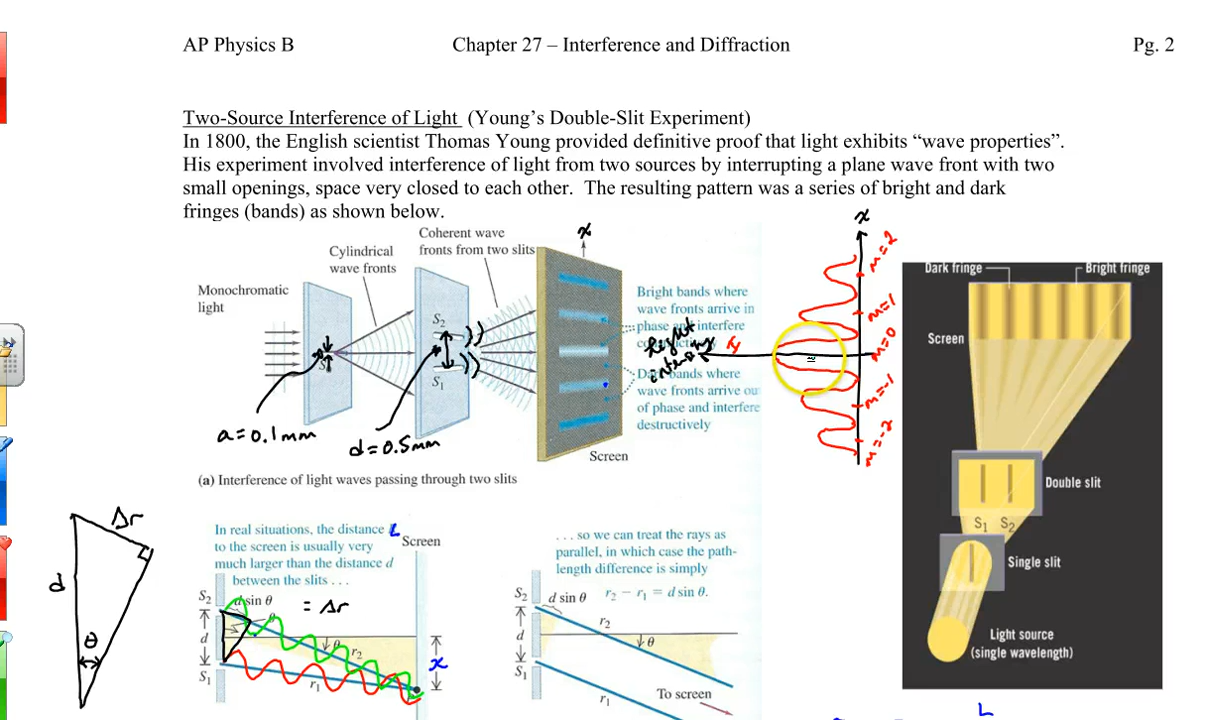 AP Physics B Chapter 27 – Interference and Diffraction Pg. 2
Two-Source Interference of Light (Young's Double-Slit Experiment)
In 1800, the English scientist Thomas Young provided definitive proof that light exhibits “wave properties”.
His experiment involved interference of light from two sources by interrupting a plane wave front with two
small openings, space very closed to each other. The resulting pattern was a series of bright and dark
fringes (bands) as shown below.
Monochromatic
light
Cylindrical
wave fronts
Coherent wave
fronts from two slits
S₂
S₁
a = 0.1mm
d = 0.5mm
x
Screen
Bright bands where
wave fronts arrive in
phase and interfere
Dark bands where
wave fronts arrive out
of phase and interfere
destructively
light
intensity
I
x
m=2
m=1
m=0
m=-1
m=-2
(a) Interference of light waves passing through two slits
Dark fringe
Bright fringe
Screen
Double slit
S₁ S₂
Single slit
Light source
(single wavelength)
Δr
d
θ
In real situations, the distance L
to the screen is usually very
much larger than the distance d
between the slits . . .
Screen
S₂
d sin θ
= Δr
θ
d
θ
r₂
x
S₁
r₁
. . . so we can treat the rays as
parallel, in which case the path-
length difference is simply
r₂ − r₁ = d sin θ.
S₂
d sin θ
r₂
d
θ
S₁
r₁
To screen
L